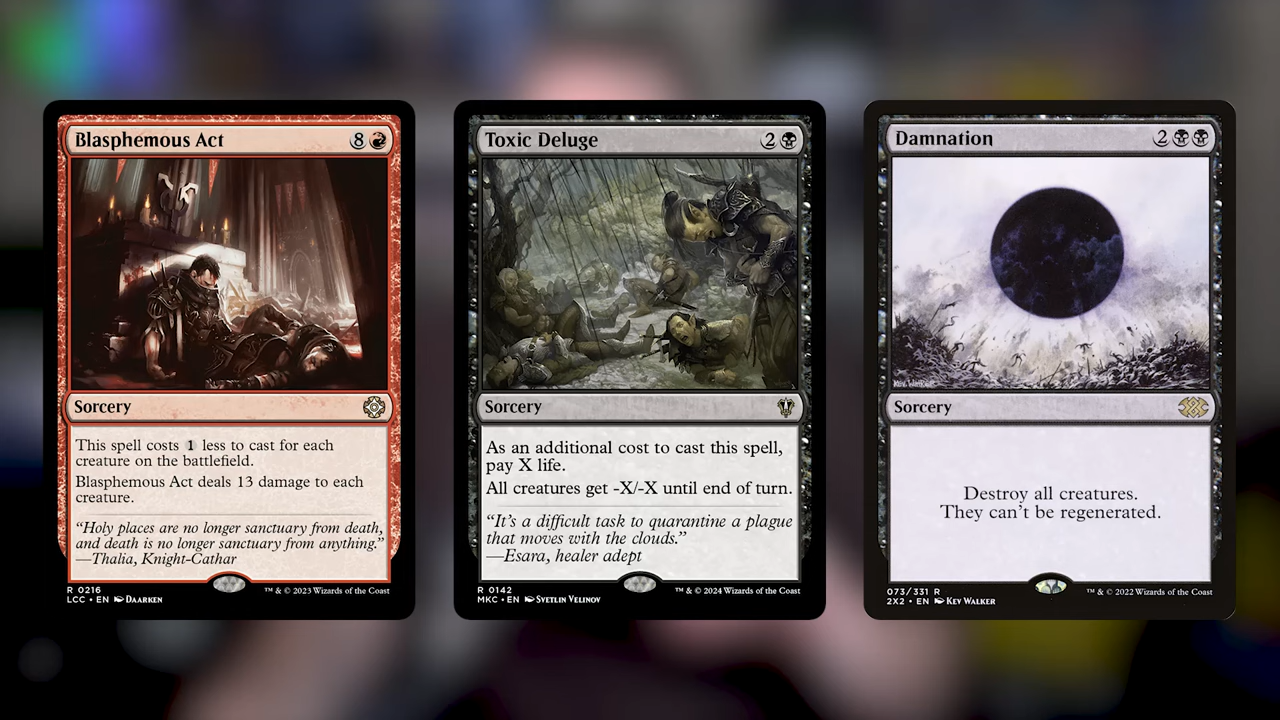 Blasphemous Act 8
Sorcery
This spell costs 1 less to cast for each
creature on the battlefield.
Blasphemous Act deals 13 damage to each
creature.
“Holy places are no longer sanctuary from death,
and death is no longer sanctuary from anything.”
—Thalia, Knight-Cathar
R 0216
LCC • EN DAARKEN
™ & © 2023 Wizards of the Coast
Toxic Deluge 2
Sorcery
As an additional cost to cast this spell,
pay X life.
All creatures get -X/-X until end of turn.
“It’s a difficult task to quarantine a plague
that moves with the clouds.”
—Esara, healer adept
R 0142
MKC • EN SVETLIN VELINOV
™ & © 2024 Wizards of the Coast
Damnation 2
KEV WALKER
Sorcery
Destroy all creatures.
They can’t be regenerated.
073/331 R
2X2 • EN KEV WALKER
™ & © 2022 Wizards of the Coast